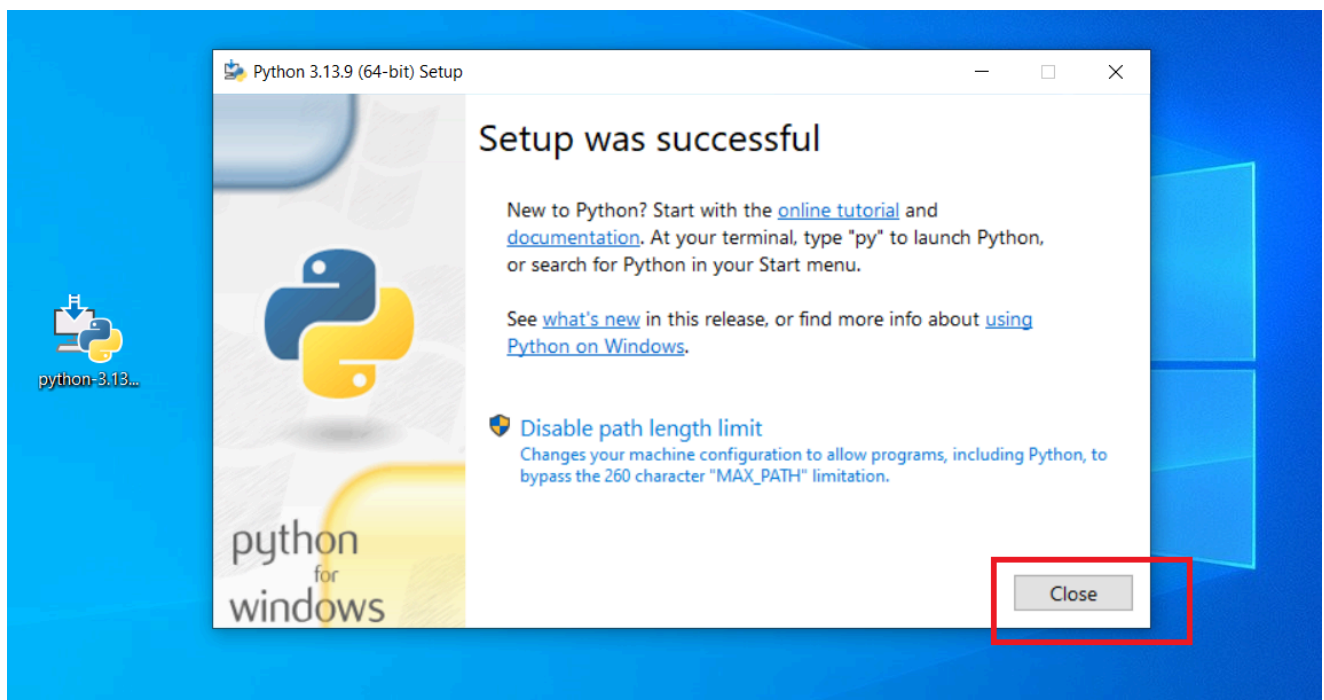 Python 3.13.9 (64-bit) Setup
Setup was successful
New to Python? Start with the online tutorial and
documentation. At your terminal, type "py" to launch Python,
or search for Python in your Start menu.
See what's new in this release, or find more info about using
Python on Windows.
python-3.13...
Disable path length limit
Changes your machine configuration to allow programs, including Python, to
bypass the 260 character "MAX_PATH" limitation.
python
for
windows
Close